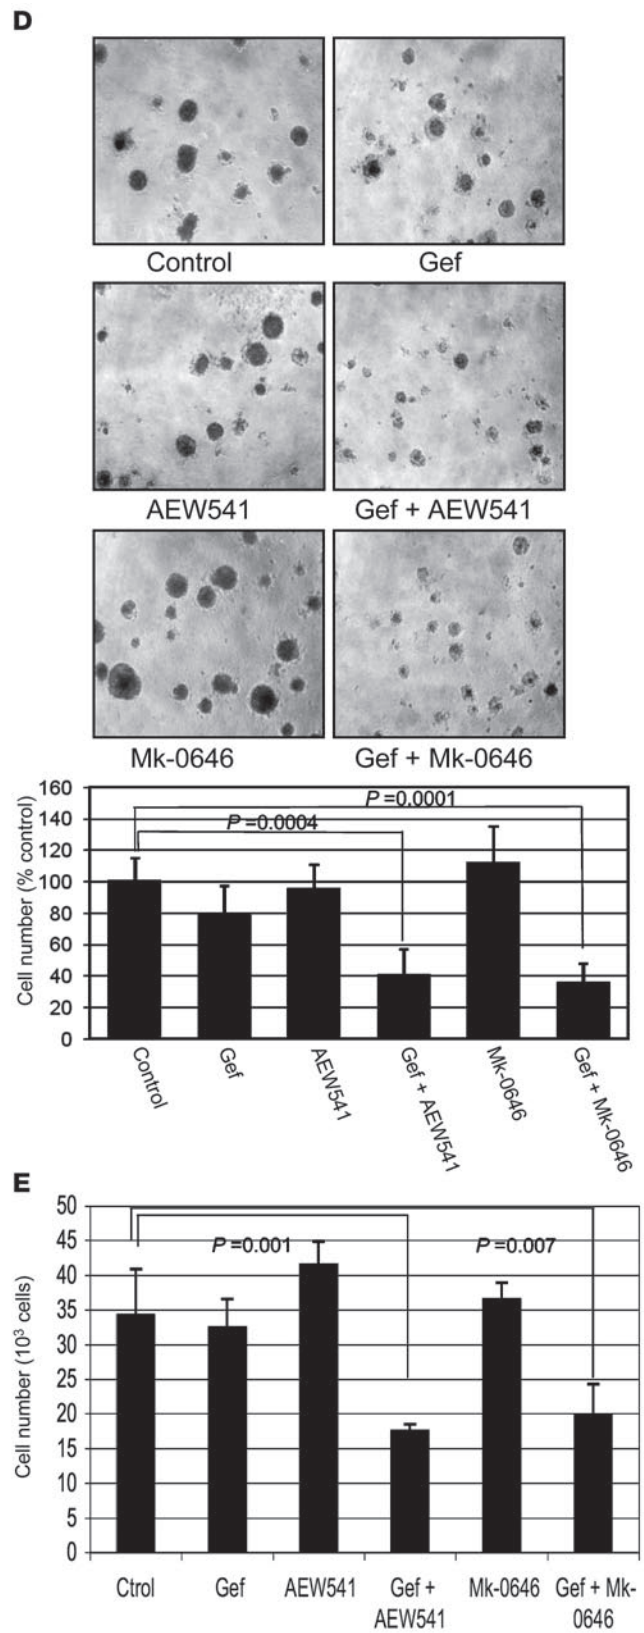 D
Control
Gef
AEW541
Gef + AEW541
Mk-0646
Gef + Mk-0646
160
140
120
100
80
60
40
20
0
Cell number (% control)
P =0.0001
P =0.0004
Control
Gef
AEW541
Gef + AEW541
Mk-0646
Gef + Mk-0646
E
50
45
40
35
30
25
20
15
10
5
0
Cell number (10³ cells)
P =0.001
P =0.007
Ctrol
Gef
AEW541
Gef +
AEW541
Mk-0646
Gef + Mk-
0646